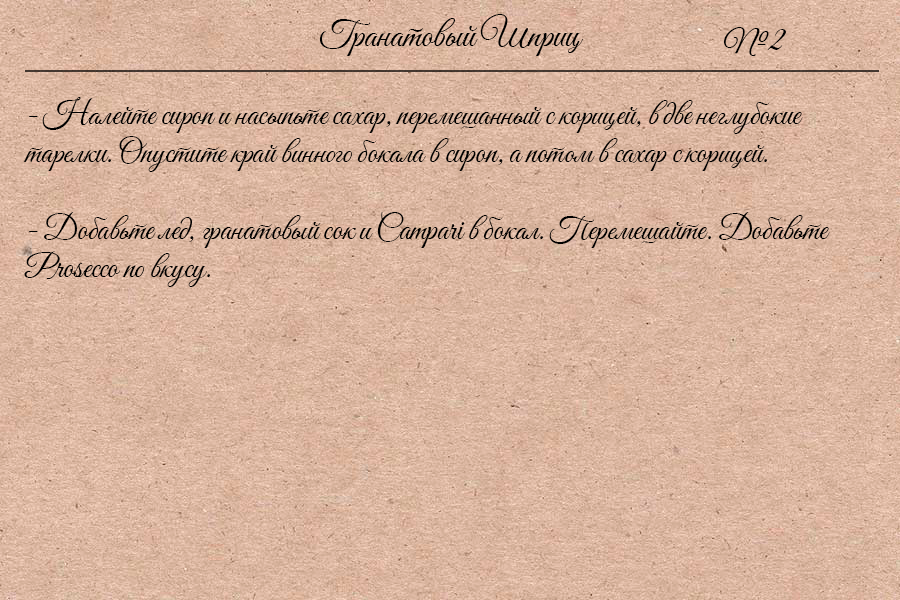 Гранатовый Шприц №2
- Налейте сироп и насыпьте сахар, перемешанный с корицей, в две неглубокие
тарелки. Опустите край винного бокала в сироп, а потом в сахар с корицей.
- Добавьте лед, гранатовый сок и Campari в бокал. Перемешайте. Добавьте
Prosecco по вкусу.